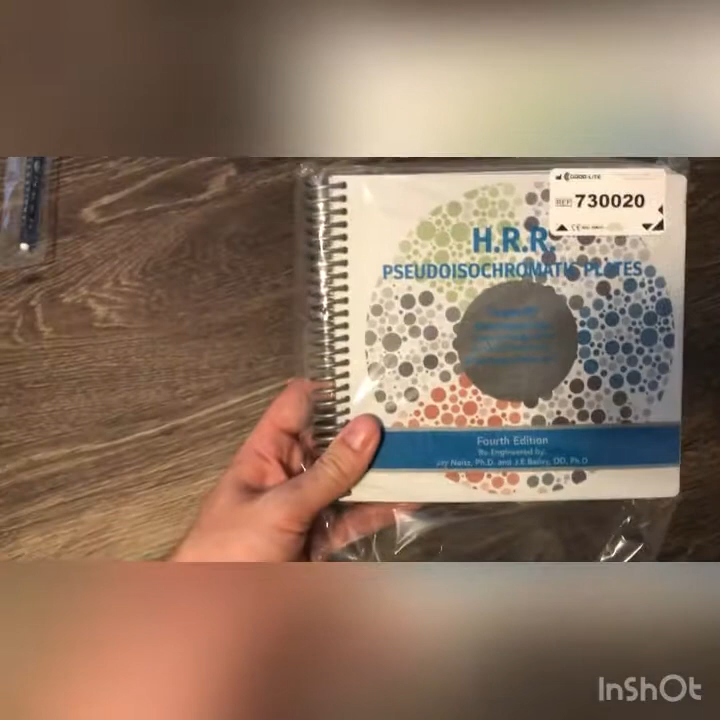 GOOD-LITE
REF 730020
H.R.R.
PSEUDOISOCHROMATIC PLATES
Fourth Edition
Re-Engineered by:
Jay Neitz, Ph.D. and J.E Bailey, OD, Ph.D
InShOt